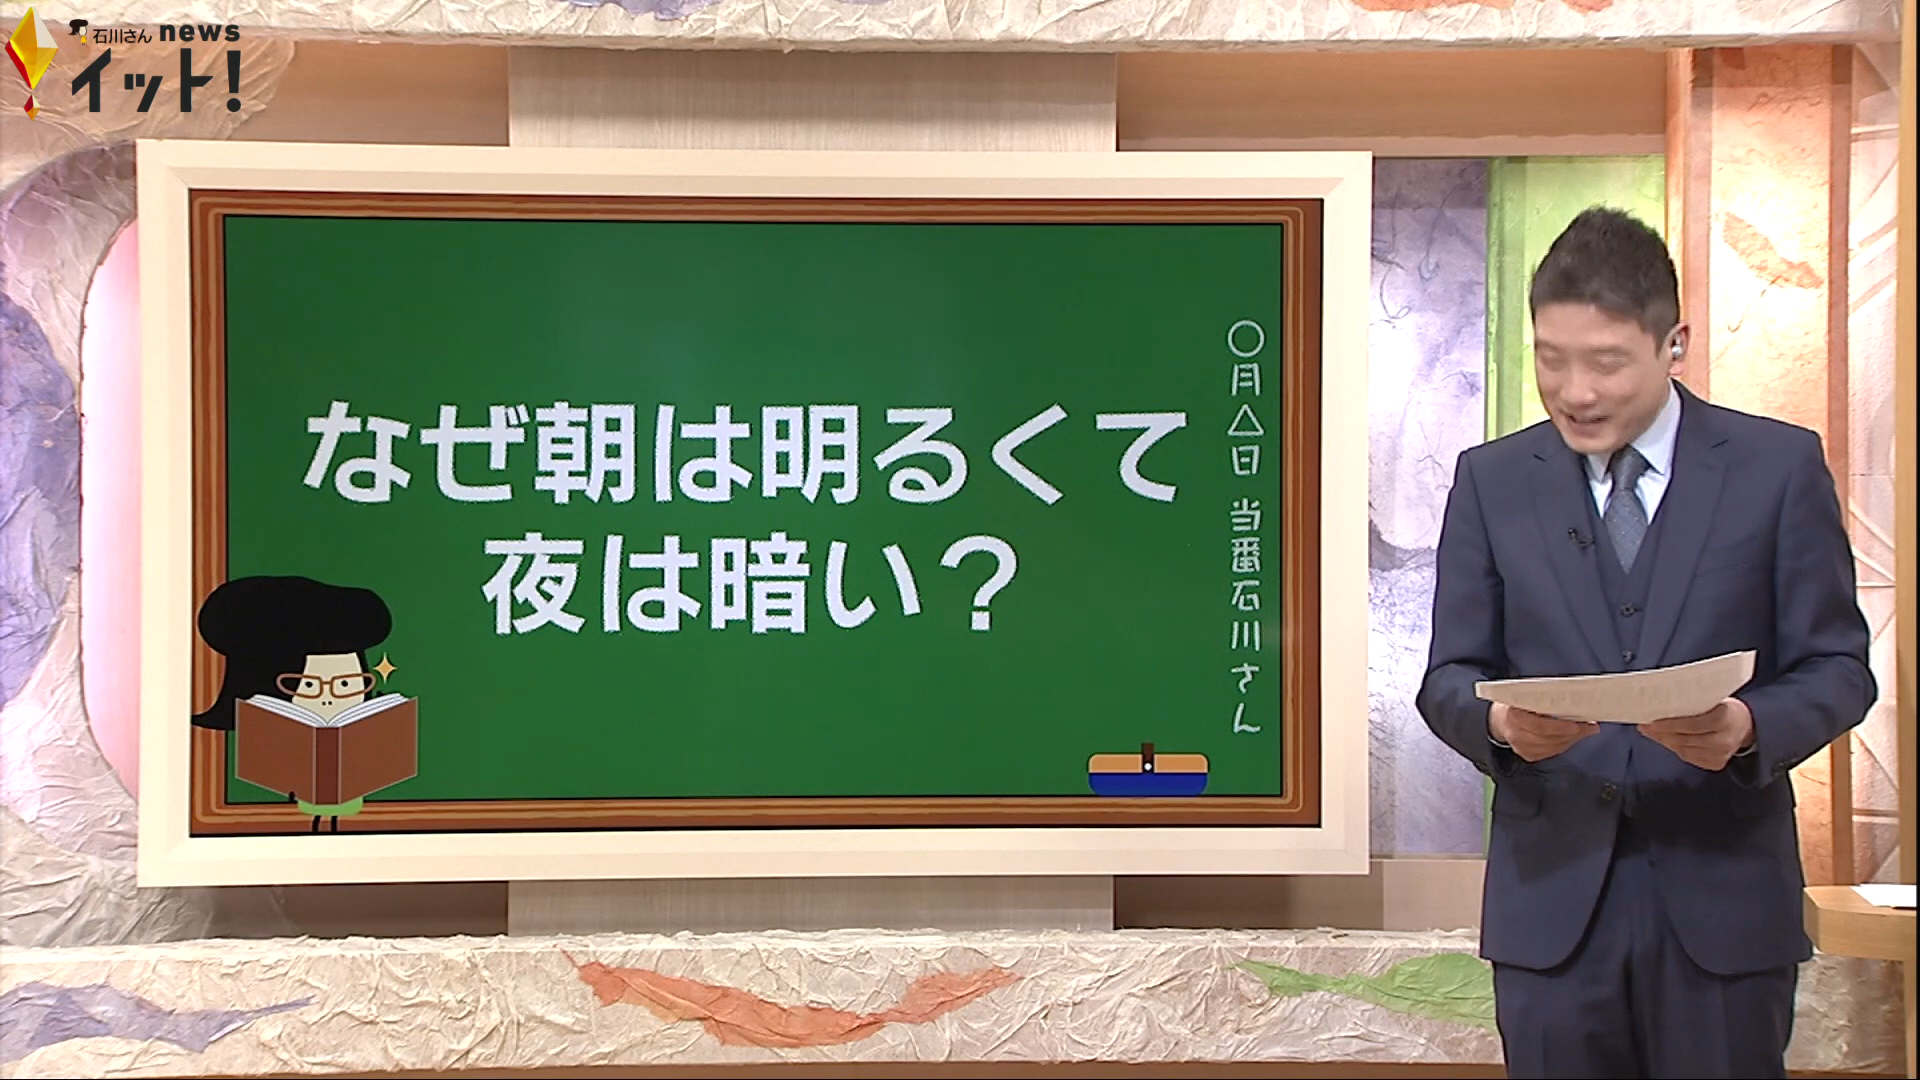 石川さん news
イット!
なぜ朝は明るくて
夜は暗い?
〇月△日 当番石川さん